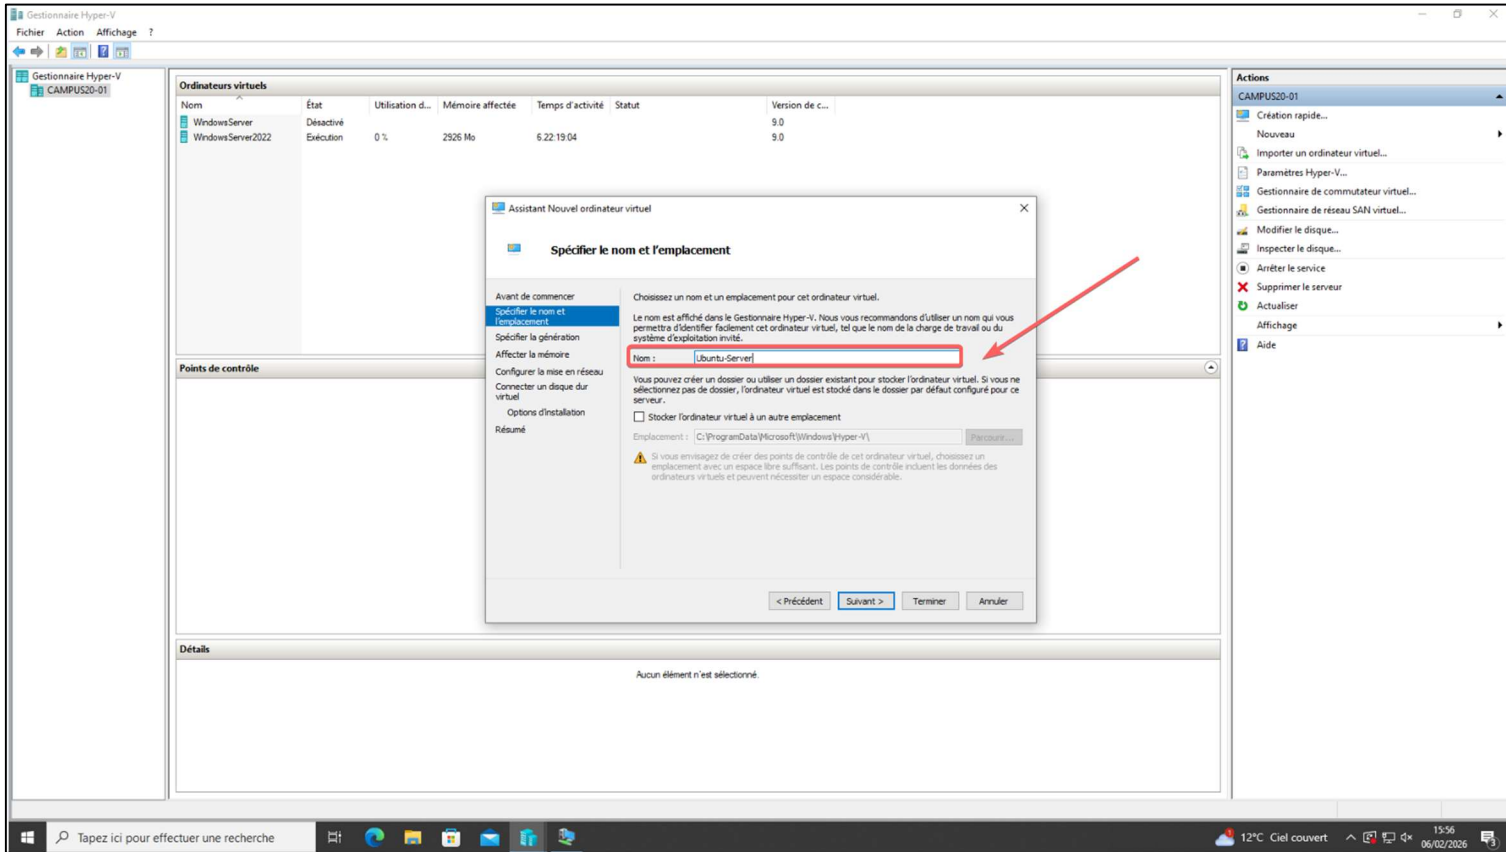 Gestionnaire Hyper-V
Fichier Action Affichage ?
Gestionnaire Hyper-V
CAMPUS20-01
Ordinateurs virtuels
Nom État Utilisation d... Mémoire affectée Temps d'activité Statut Version de c...
WindowsServer Désactivé 9.0
WindowsServer2022 Exécution 0 % 2926 Mo 6.22:19:04 9.0
Assistant Nouvel ordinateur virtuel
Spécifier le nom et l'emplacement
Avant de commencer
Spécifier le nom et
l'emplacement
Spécifier la génération
Affecter la mémoire
Configurer la mise en réseau
Connecter un disque dur
virtuel
Options d'installation
Résumé
Choisissez un nom et un emplacement pour cet ordinateur virtuel.
Le nom est affiché dans le Gestionnaire Hyper-V. Nous vous recommandons d'utiliser un nom qui vous
permettra d'identifier facilement cet ordinateur virtuel, tel que le nom de la charge de travail ou du
système d'exploitation invité.
Nom : Ubuntu-Server
Vous pouvez créer un dossier ou utiliser un dossier existant pour stocker l'ordinateur virtuel. Si vous ne
sélectionnez pas de dossier, l'ordinateur virtuel est stocké dans le dossier par défaut configuré pour ce
serveur.
Stocker l'ordinateur virtuel à un autre emplacement
Emplacement : C:\ProgramData\Microsoft\Windows\Hyper-V\ Parcourir...
Si vous envisagez de créer des points de contrôle de cet ordinateur virtuel, choisissez un
emplacement avec un espace libre suffisant. Les points de contrôle incluent les données des
ordinateurs virtuels et peuvent nécessiter un espace considérable.
< Précédent Suivant > Terminer Annuler
Points de contrôle
Détails
Aucun élément n'est sélectionné.
Actions
CAMPUS20-01
Création rapide...
Nouveau
Importer un ordinateur virtuel...
Paramètres Hyper-V...
Gestionnaire de commutateur virtuel...
Gestionnaire de réseau SAN virtuel...
Modifier le disque...
Inspecter le disque...
Arrêter le service
Supprimer le serveur
Actualiser
Affichage
Aide
Tapez ici pour effectuer une recherche
12°C Ciel couvert
15:56
06/02/2026
3